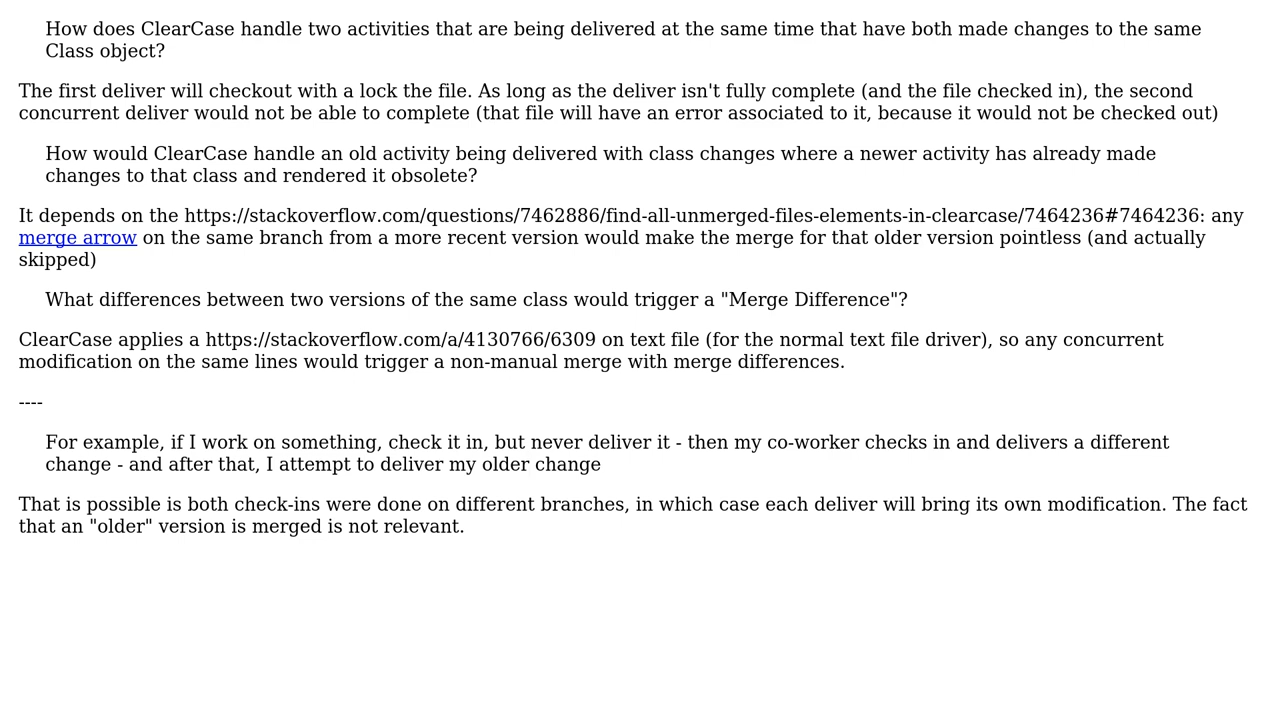 How does ClearCase handle two activities that are being delivered at the same time that have both made changes to the same
Class object?
The first deliver will checkout with a lock the file. As long as the deliver isn't fully complete (and the file checked in), the second
concurrent deliver would not be able to complete (that file will have an error associated to it, because it would not be checked out)
How would ClearCase handle an old activity being delivered with class changes where a newer activity has already made
changes to that class and rendered it obsolete?
It depends on the https://stackoverflow.com/questions/7462886/find-all-unmerged-files-elements-in-clearcase/7464236#7464236: any
merge arrow on the same branch from a more recent version would make the merge for that older version pointless (and actually
skipped)
What differences between two versions of the same class would trigger a "Merge Difference"?
ClearCase applies a https://stackoverflow.com/a/4130766/6309 on text file (for the normal text file driver), so any concurrent
modification on the same lines would trigger a non-manual merge with merge differences.
----
For example, if I work on something, check it in, but never deliver it - then my co-worker checks in and delivers a different
change - and after that, I attempt to deliver my older change
That is possible is both check-ins were done on different branches, in which case each deliver will bring its own modification. The fact
that an "older" version is merged is not relevant.